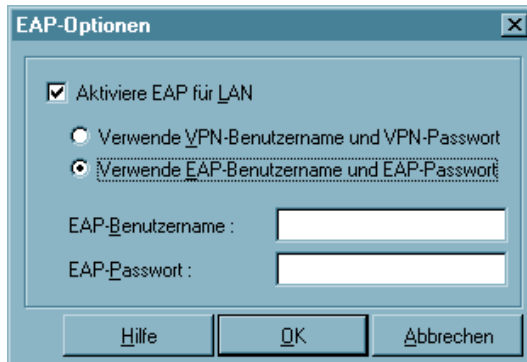 EAP-Optionen
Aktiviere EAP für LAN
Verwende VPN-Benutzername und VPN-Passwort
Verwende EAP-Benutzername und EAP-Passwort
EAP-Benutzername :
EAP-Passwort :
Hilfe OK Abbrechen